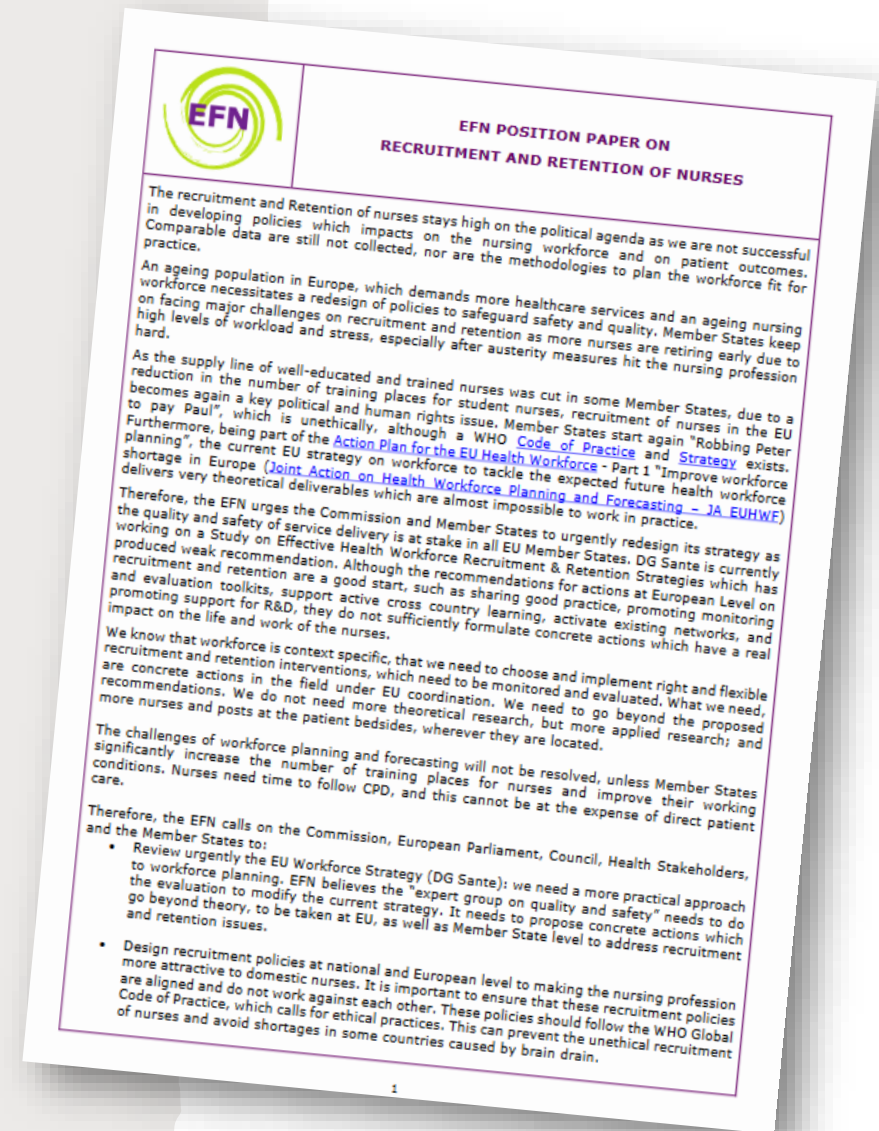 EFN
EFN POSITION PAPER ON
RECRUITMENT AND RETENTION OF NURSES
The recruitment and Retention of nurses stays high on the political agenda as we are not successful
in developing policies which impacts on the nursing workforce and on patient outcomes.
Comparable data are still not collected, nor are the methodologies to plan the workforce fit for
practice.
An ageing population in Europe, which demands more healthcare services and an ageing nursing
workforce necessitates a redesign of policies to safeguard safety and quality. Member States keep
on facing major challenges on recruitment and retention as more nurses are retiring early due to
high levels of workload and stress, especially after austerity measures hit the nursing profession
hard.
As the supply line of well-educated and trained nurses was cut in some Member States, due to a
reduction in the number of training places for student nurses, recruitment of nurses in the EU
becomes again a key political and human rights issue. Member States start again "Robbing Peter
to pay Paul", which is unethically, although a WHO Code of Practice and Strategy exists.
Furthermore, being part of the Action Plan for the EU Health Workforce - Part 1 "Improve workforce
planning", the current EU strategy on workforce to tackle the expected future health workforce
shortage in Europe (Joint Action on Health Workforce Planning and Forecasting – JA EUHWF)
delivers very theoretical deliverables which are almost impossible to work in practice.
Therefore, the EFN urges the Commission and Member States to urgently redesign its strategy as
the quality and safety of service delivery is at stake in all EU Member States. DG Sante is currently
working on a Study on Effective Health Workforce Recruitment & Retention Strategies which has
produced weak recommendation. Although the recommendations for actions at European Level on
recruitment and retention are a good start, such as sharing good practice, promoting monitoring
and evaluation toolkits, support active cross country learning, activate existing networks, and
promoting support for R&D, they do not sufficiently formulate concrete actions which have a real
impact on the life and work of the nurses.
We know that workforce is context specific, that we need to choose and implement right and flexible
recruitment and retention interventions, which need to be monitored and evaluated. What we need,
are concrete actions in the field under EU coordination. We need to go beyond the proposed
recommendations. We do not need more theoretical research, but more applied research; and
more nurses and posts at the patient bedsides, wherever they are located.
The challenges of workforce planning and forecasting will not be resolved, unless Member States
significantly increase the number of training places for nurses and improve their working
conditions. Nurses need time to follow CPD, and this cannot be at the expense of direct patient
care.
Therefore, the EFN calls on the Commission, European Parliament, Council, Health Stakeholders,
and the Member States to:
• Review urgently the EU Workforce Strategy (DG Sante): we need a more practical approach
to workforce planning. EFN believes the "expert group on quality and safety" needs to do
the evaluation to modify the current strategy. It needs to propose concrete actions which
go beyond theory, to be taken at EU, as well as Member State level to address recruitment
and retention issues.
• Design recruitment policies at national and European level to making the nursing profession
more attractive to domestic nurses. It is important to ensure that these recruitment policies
are aligned and do not work against each other. These policies should follow the WHO Global
Code of Practice, which calls for ethical practices. This can prevent the unethical recruitment
of nurses and avoid shortages in some countries caused by brain drain.
1